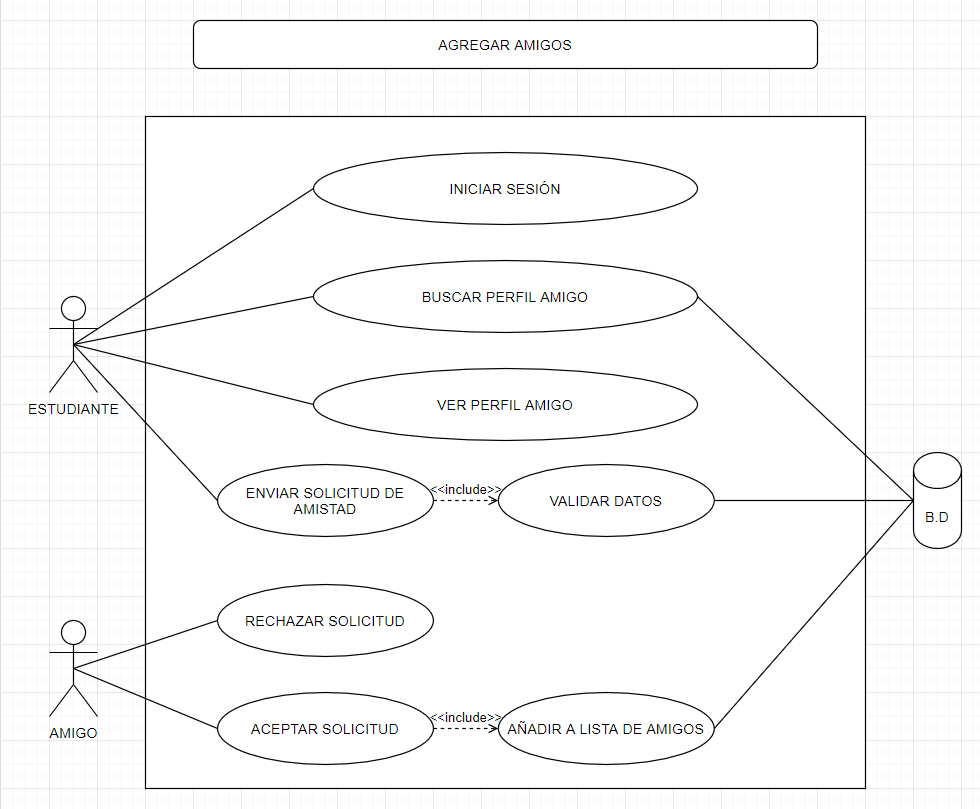 AGREGAR AMIGOS
INICIAR SESIÓN
BUSCAR PERFIL AMIGO
ESTUDIANTE
VER PERFIL AMIGO
ENVIAR SOLICITUD DE
AMISTAD
<<include>>
VALIDAR DATOS
B.D
RECHAZAR SOLICITUD
AMIGO
ACEPTAR SOLICITUD
<<include>>
AÑADIR A LISTA DE AMIGOS